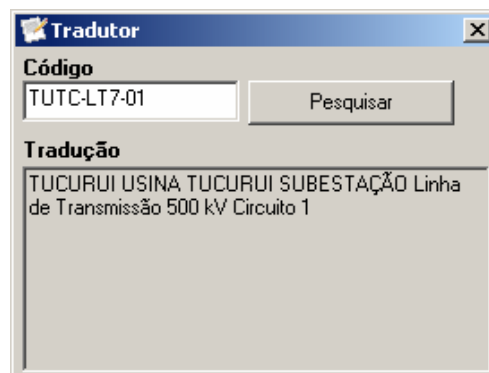 Tradutor
Código
TUTC-LT7-01
Pesquisar
Tradução
TUCURUI USINA TUCURUI SUBESTAÇÃO Linha
de Transmissão 500 kV Circuito 1